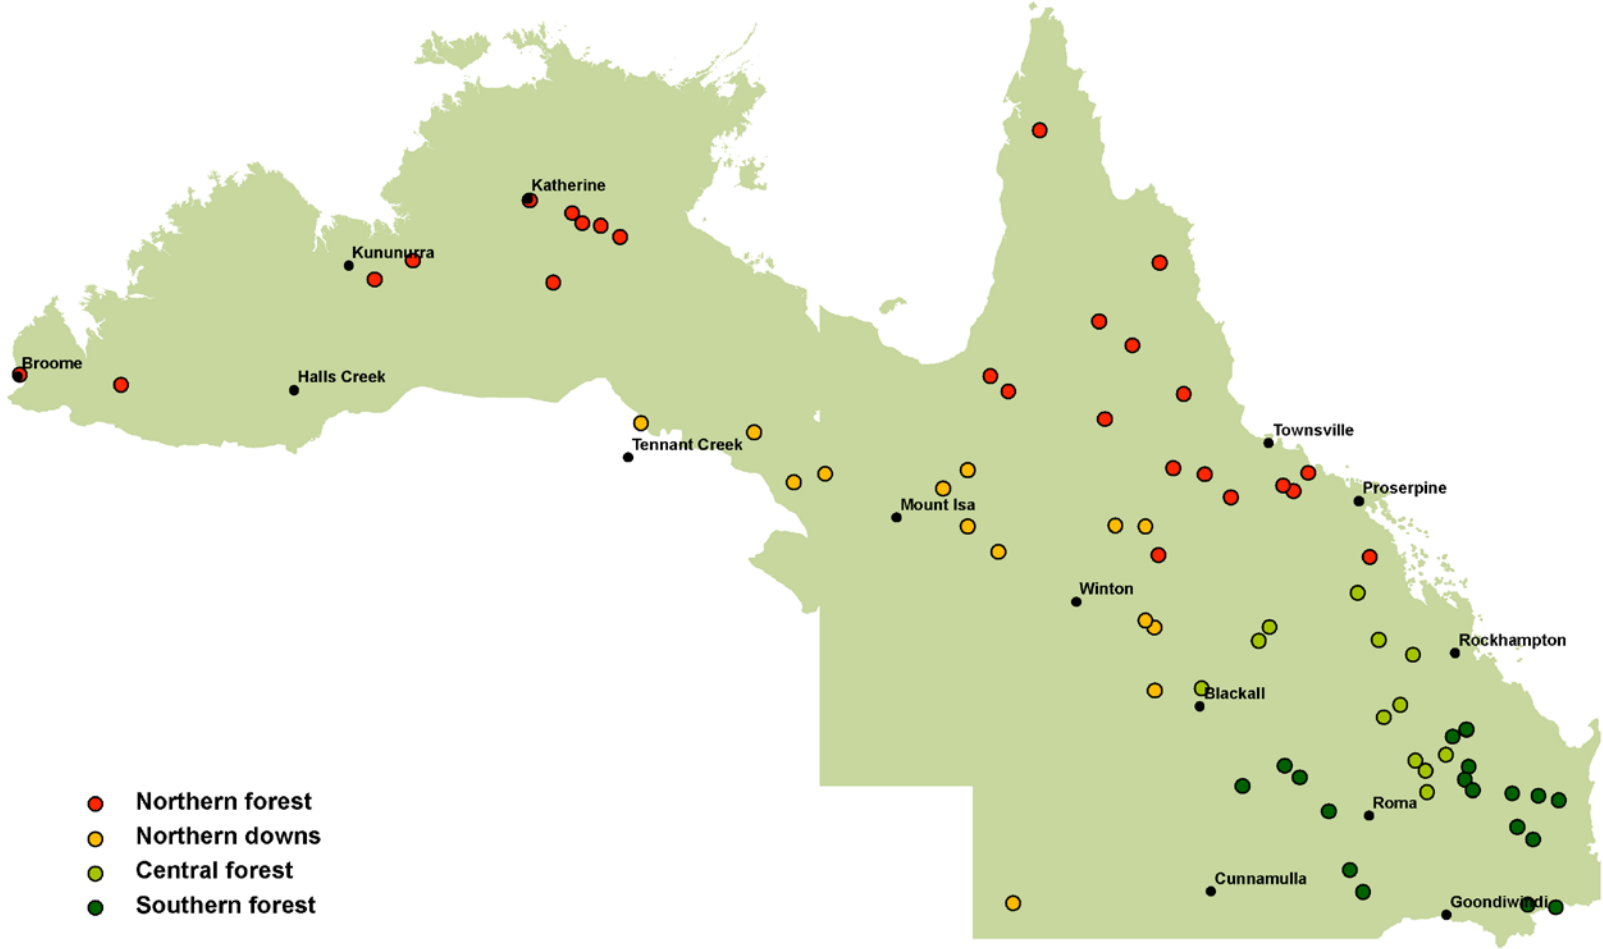 Katherine
Kununurra
Broome
Halls Creek
Townsville
Tennant Creek
Proserpine
Mount Isa
Winton
Rockhampton
Blackall
Roma
Cunnamulla
Goondiwindi
Northern forest
Northern downs
Central forest
Southern forest